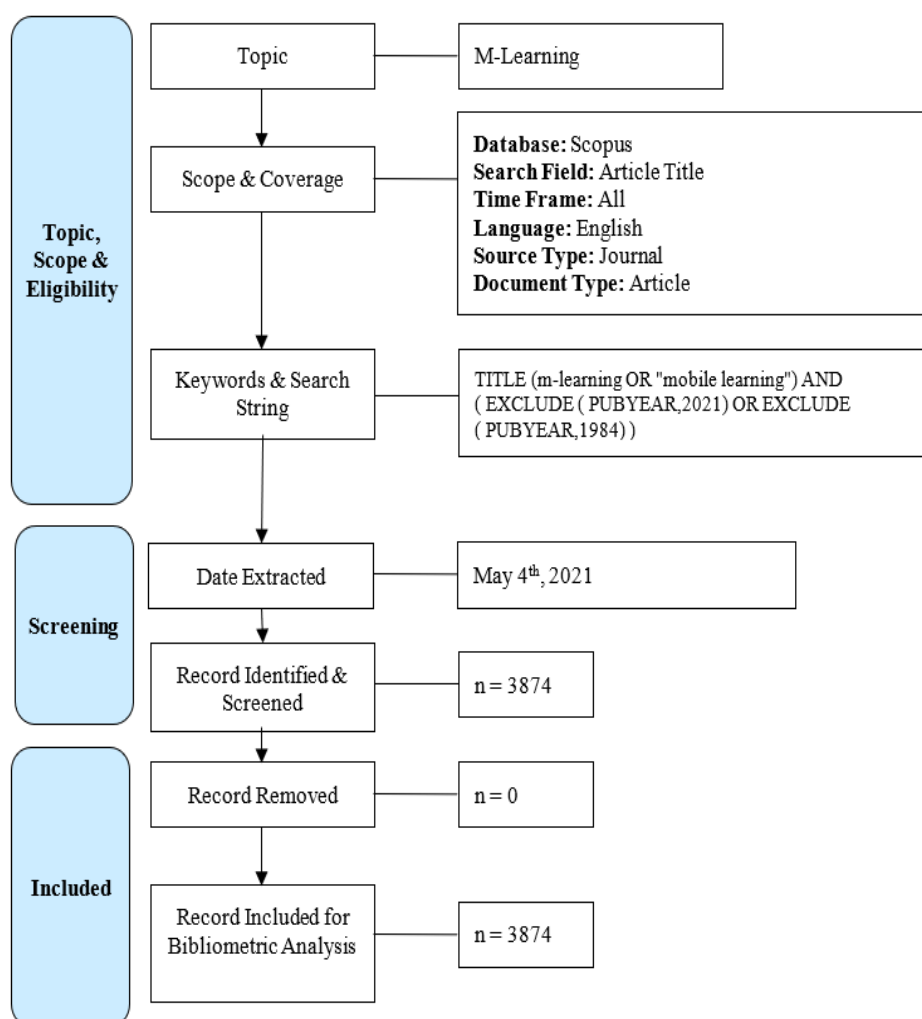 Topic,
Scope &
Eligibility
Topic
M-Learning
Scope & Coverage
Database: Scopus
Search Field: Article Title
Time Frame: All
Language: English
Source Type: Journal
Document Type: Article
Keywords & Search
String
TITLE (m-learning OR "mobile learning") AND
( EXCLUDE ( PUBYEAR,2021) OR EXCLUDE
( PUBYEAR,1984) )
Screening
Date Extracted
May 4th, 2021
Record Identified &
Screened
n = 3874
Included
Record Removed
n = 0
Record Included for
Bibliometric Analysis
n = 3874